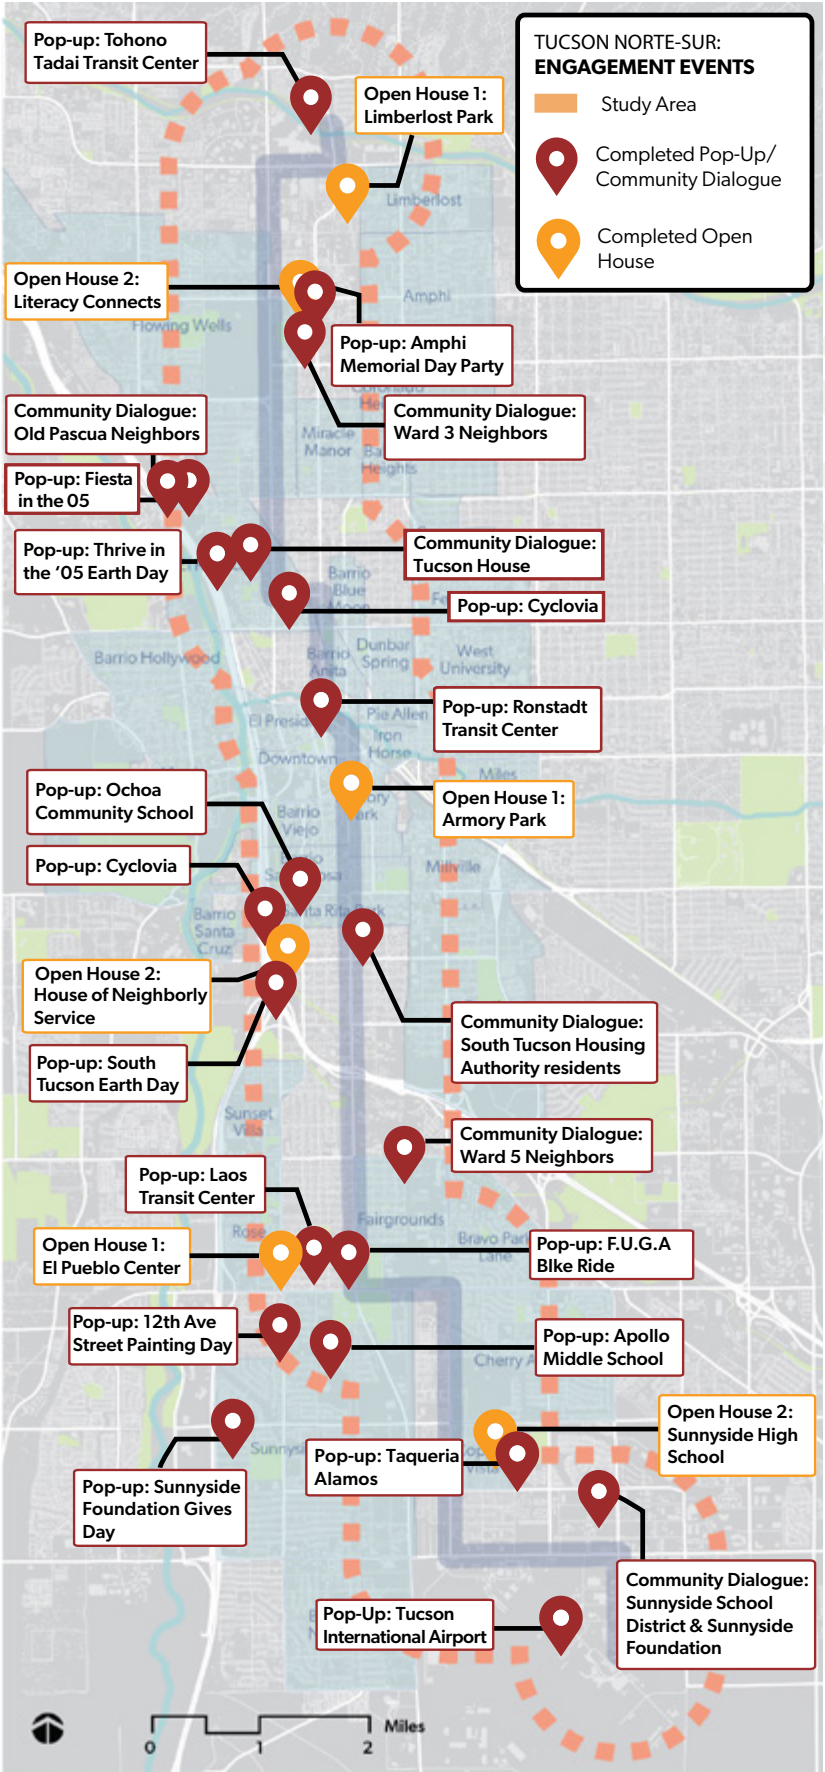 TUCSON NORTE-SUR:
ENGAGEMENT EVENTS
Study Area
Completed Pop-Up/
Community Dialogue
Completed Open
House
Pop-up: Tohono
Tadai Transit Center
Open House 1:
Limberlost Park
Limberlost
Open House 2:
Literacy Connects
Amphi
Flowing Wells
Pop-up: Amphi
Memorial Day Party
Community Dialogue:
Old Pascua Neighbors
Community Dialogue:
Ward 3 Neighbors
Miracle
Manor
Heights
Pop-up: Fiesta
in the 05
Pop-up: Thrive in
the ‘05 Earth Day
Community Dialogue:
Tucson House
Barrio
Blue
Moon
Pop-up: Cyclovia
Barrio Hollywood
Barrio
Anita
Dunbar
Spring
West
University
Pop-up: Ronstadt
Transit Center
El Presid
Pie Allen
Iron
Horse
Downtown
Miles
Pop-up: Ochoa
Community School
Open House 1:
Armory Park
Barrio
Viejo
Pop-up: Cyclovia
Millville
Santa Rita Park
Barrio
Santa
Cruz
Open House 2:
House of Neighborly
Service
Community Dialogue:
South Tucson Housing
Authority residents
Pop-up: South
Tucson Earth Day
Sunset
Villa
Community Dialogue:
Ward 5 Neighbors
Pop-up: Laos
Transit Center
Fairgrounds
Rose
Bravo Park
Lane
Open House 1:
El Pueblo Center
Pop-up: F.U.G.A
BIke Ride
Pop-up: 12th Ave
Street Painting Day
Pop-up: Apollo
Middle School
Cherry A
Open House 2:
Sunnyside High
School
Sunnysi
Pop-up: Taqueria
Alamos
Vista
Pop-up: Sunnyside
Foundation Gives
Day
Community Dialogue:
Sunnyside School
District & Sunnyside
Foundation
Pop-Up: Tucson
International Airport
Miles
0 1 2